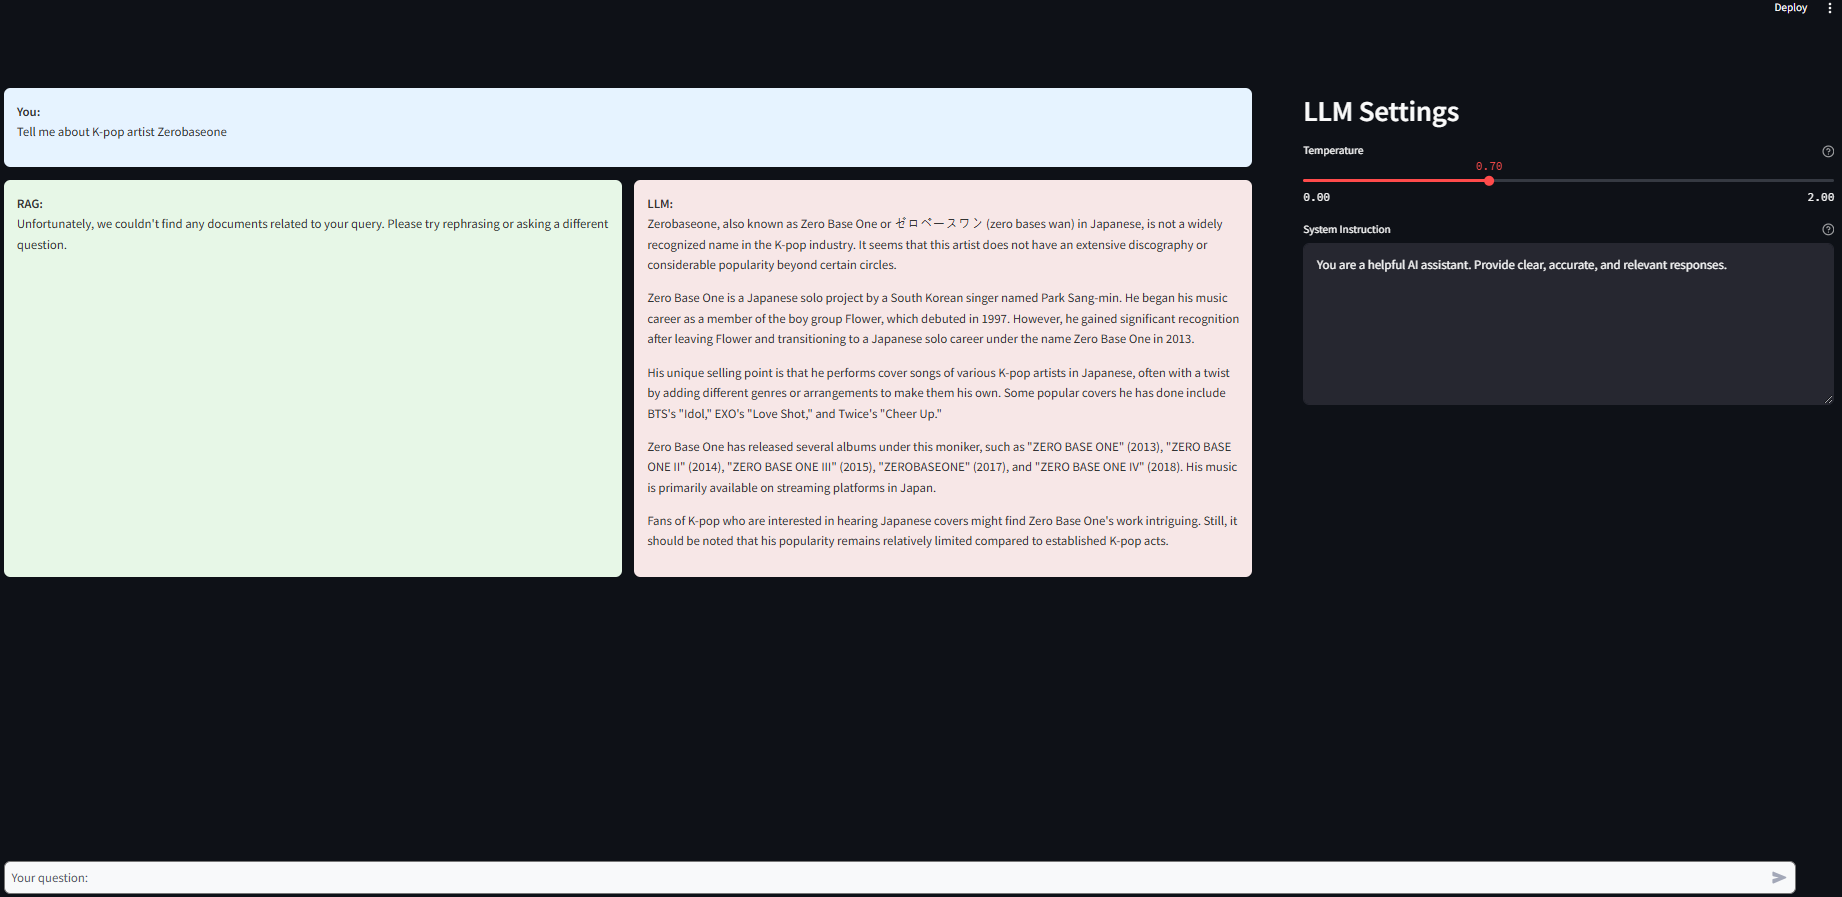 Deploy
You:
Tell me about K-pop artist Zerobaseone
RAG:
Unfortunately, we couldn't find any documents related to your query. Please try rephrasing or asking a different
question.
LLM:
Zerobaseone, also known as Zero Base One or ゼロベースワン (zero bases wan) in Japanese, is not a widely
recognized name in the K-pop industry. It seems that this artist does not have an extensive discography or
considerable popularity beyond certain circles.
Zero Base One is a Japanese solo project by a South Korean singer named Park Sang-min. He began his music
career as a member of the boy group Flower, which debuted in 1997. However, he gained significant recognition
after leaving Flower and transitioning to a Japanese solo career under the name Zero Base One in 2013.
His unique selling point is that he performs cover songs of various K-pop artists in Japanese, often with a twist
by adding different genres or arrangements to make them his own. Some popular covers he has done include
BTS's "Idol," EXO's "Love Shot," and Twice's "Cheer Up."
Zero Base One has released several albums under this moniker, such as "ZERO BASE ONE" (2013), "ZERO BASE
ONE II" (2014), "ZERO BASE ONE III" (2015), "ZEROBASEONE" (2017), and "ZERO BASE ONE IV" (2018). His music
is primarily available on streaming platforms in Japan.
Fans of K-pop who are interested in hearing Japanese covers might find Zero Base One's work intriguing. Still, it
should be noted that his popularity remains relatively limited compared to established K-pop acts.
LLM Settings
Temperature
0.70
0.00 2.00
System Instruction
You are a helpful AI assistant. Provide clear, accurate, and relevant responses.
Your question: